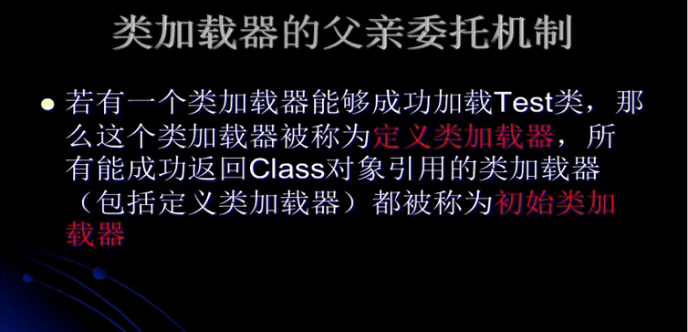 类加载器的父亲委托机制
若有一个类加载器能够成功加载Test类，那
么这个类加载器被称为定义类加载器，所
有能成功返回Class对象引用的类加载器
（包括定义类加载器）都被称为初始类加
载器